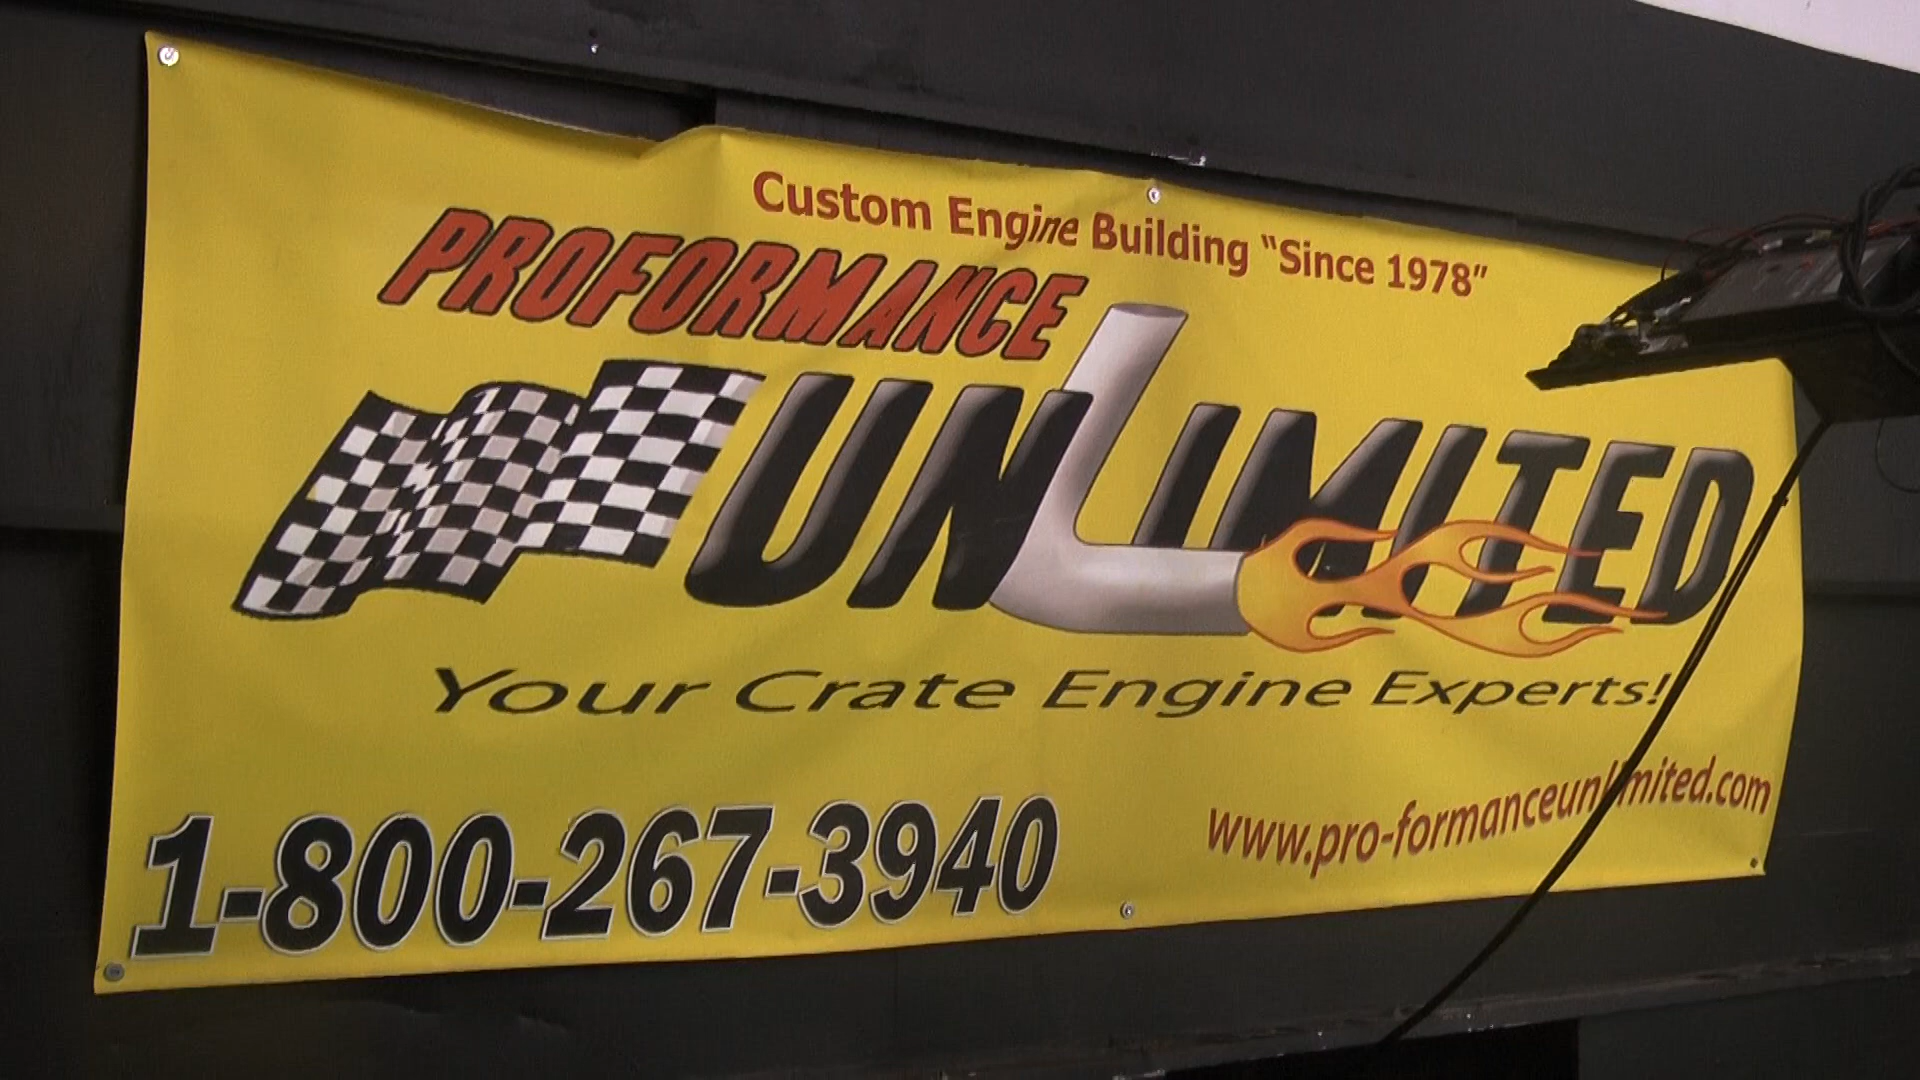 Custom Engine Building "Since 1978"
PROFORMANCE
UNLIMITED
Your Crate Engine Experts!
1-800-267-3940
www.pro-formanceunlimited.com